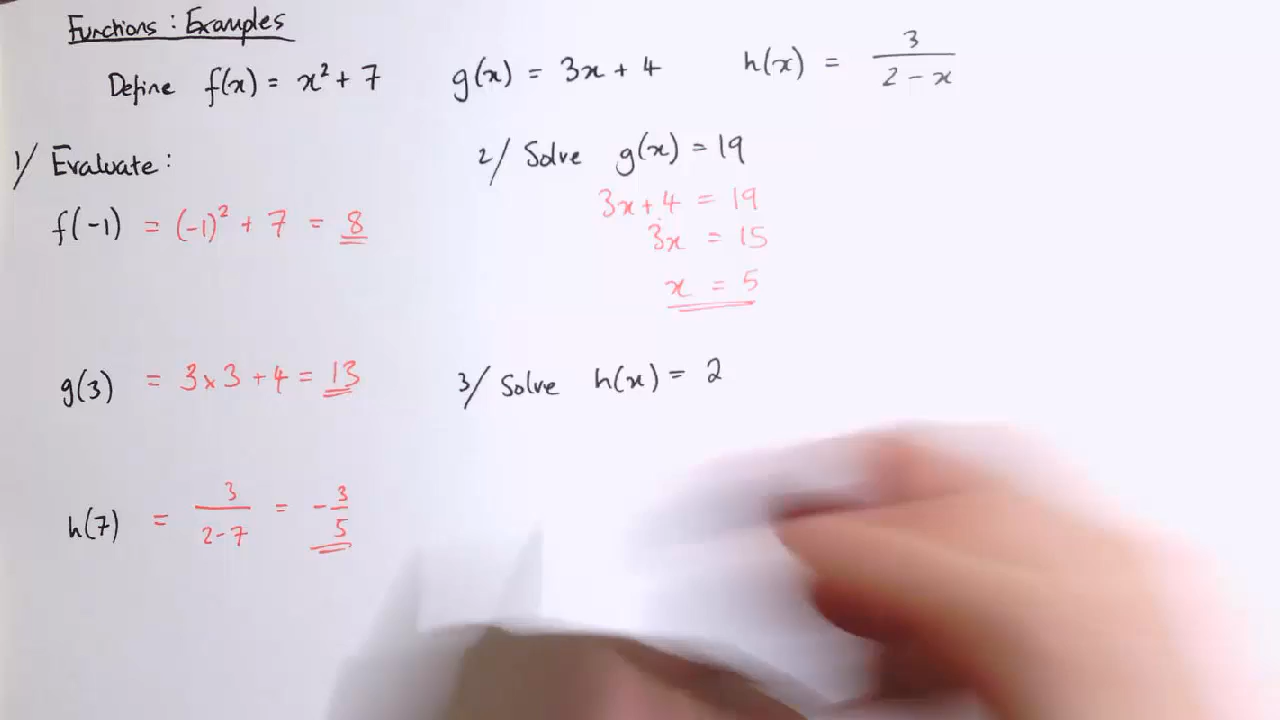 Functions : Examples
Define f(x) = x² + 7 g(x) = 3x + 4 h(x) = 3/(2 - x)
1/ Evaluate :
f(-1) = (-1)² + 7 = 8
g(3) = 3 x 3 + 4 = 13
h(7) = 3/(2-7) = -3/5
2/ Solve g(x) = 19
3x + 4 = 19
3x = 15
x = 5
3/ Solve h(x) = 2